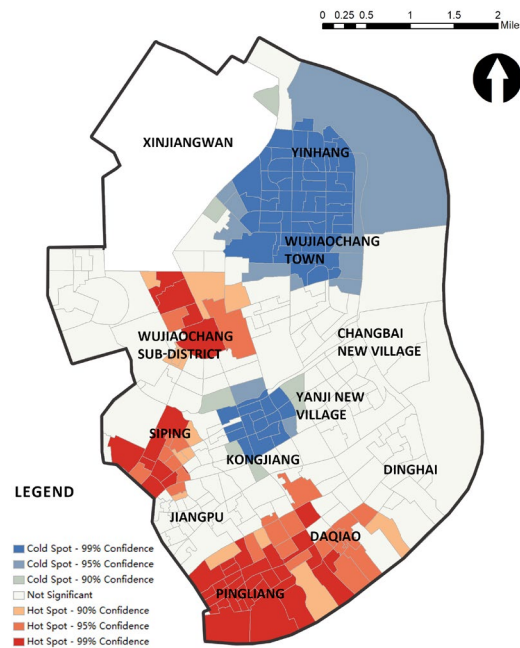 0 0.25 0.5 1 1.5 2
Miles
XINJIANGWAN
YINHANG
WUJIAOCHANG
TOWN
WUJIAOCHANG
SUB-DISTRICT
CHANGBAI
NEW VILLAGE
YANJI NEW
VILLAGE
SIPING
KONGJIANG
DINGHAI
LEGEND
JIANGPU
DAQIAO
PINGLIANG
Cold Spot - 99% Confidence
Cold Spot - 95% Confidence
Cold Spot - 90% Confidence
Not Significant
Hot Spot - 90% Confidence
Hot Spot - 95% Confidence
Hot Spot - 99% Confidence